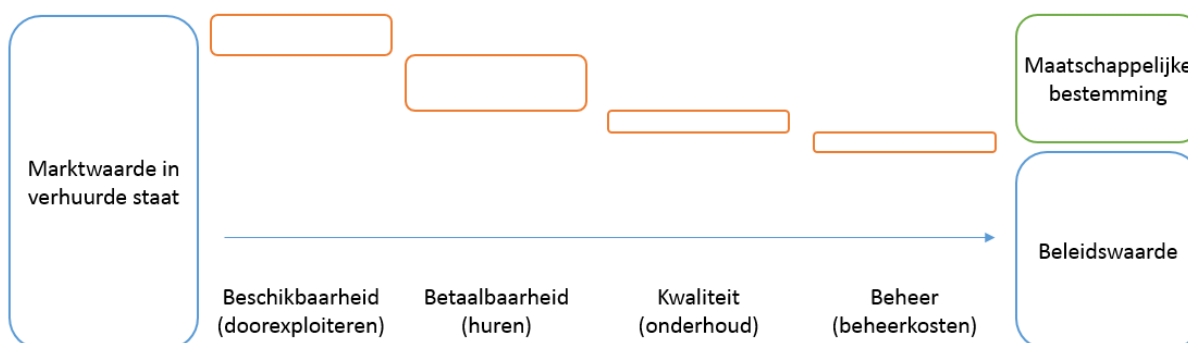 Marktwaarde in
verhuurde staat
Beschikbaarheid
(doorexploiteren)
Betaalbaarheid
(huren)
Kwaliteit
(onderhoud)
Beheer
(beheerkosten)
Maatschappelijke
bestemming
Beleidswaarde